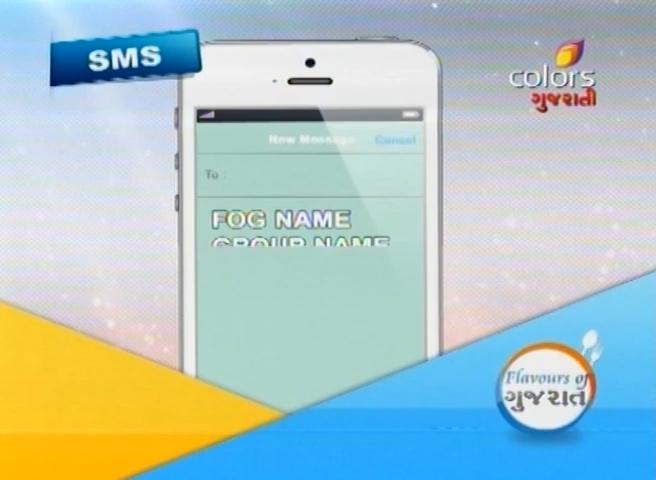 SMS
colors
ગુજરાતી
New Message
Cancel
To :
FOG NAME
GROUP NAME
Flavours of
ગુજરાત